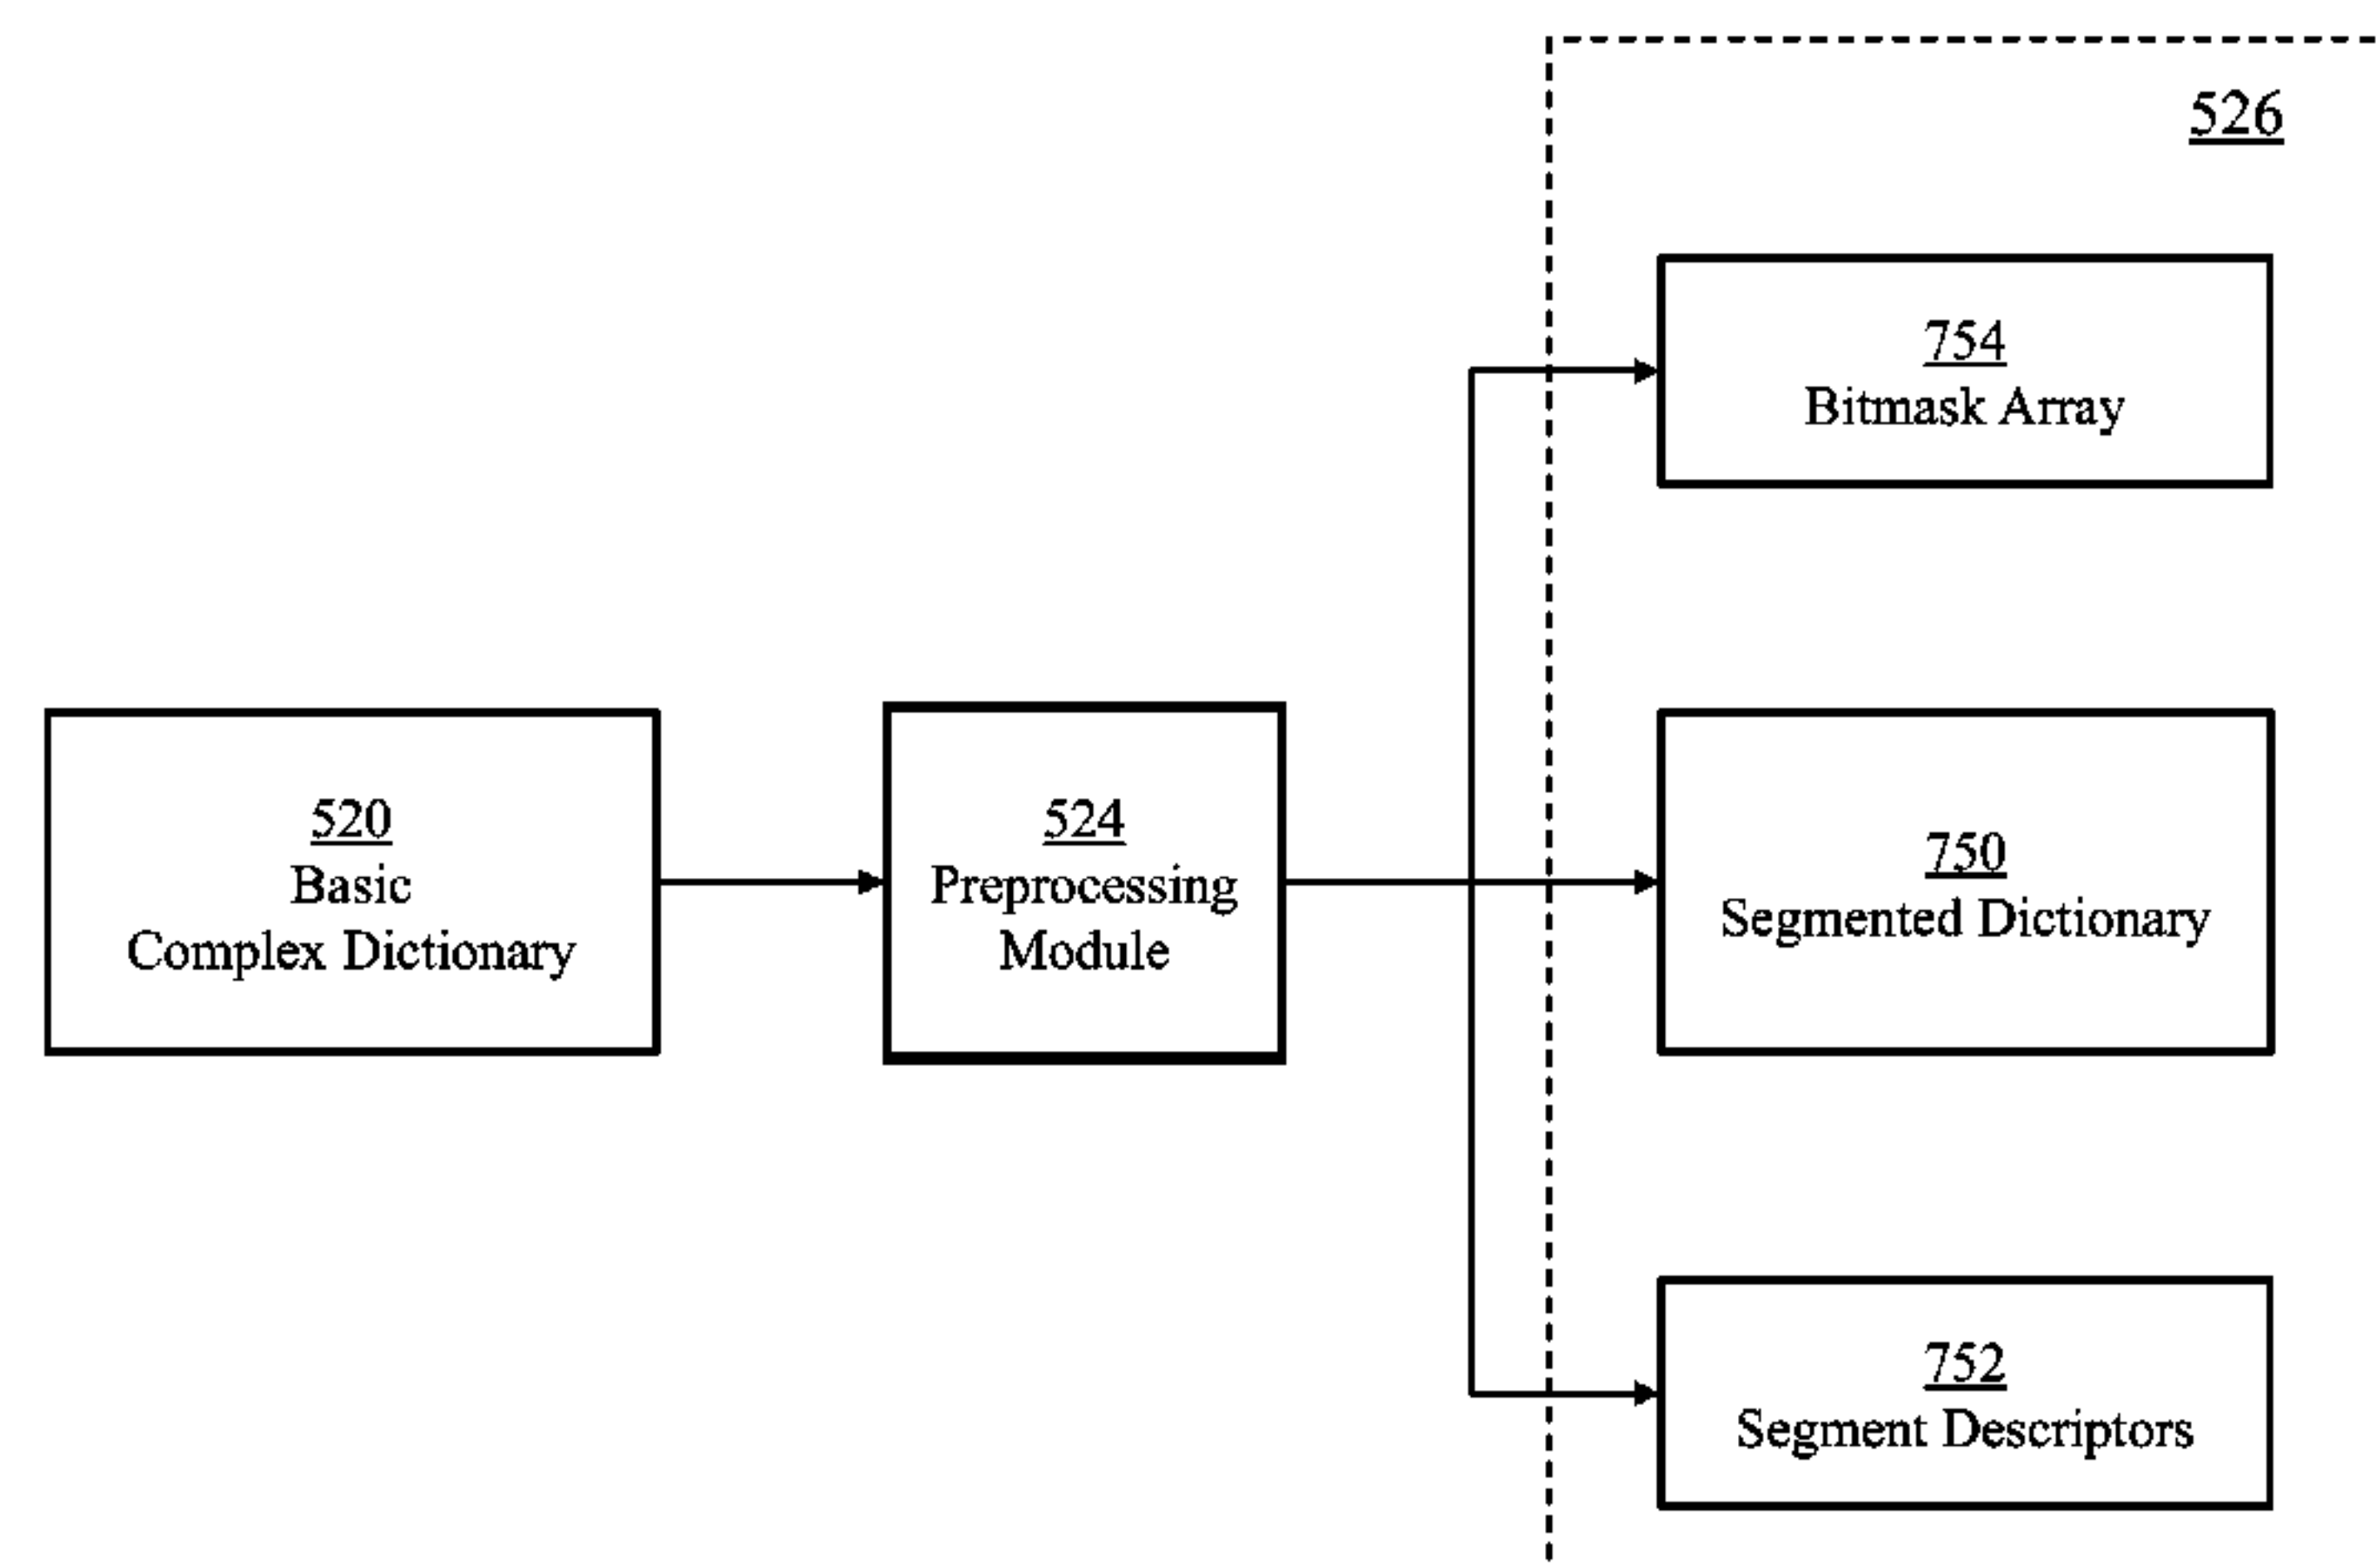 526
754
Bitmask Array
520
Basic
Complex Dictionary
524
Preprocessing
Module
750
Segmented Dictionary
752
Segment Descriptors